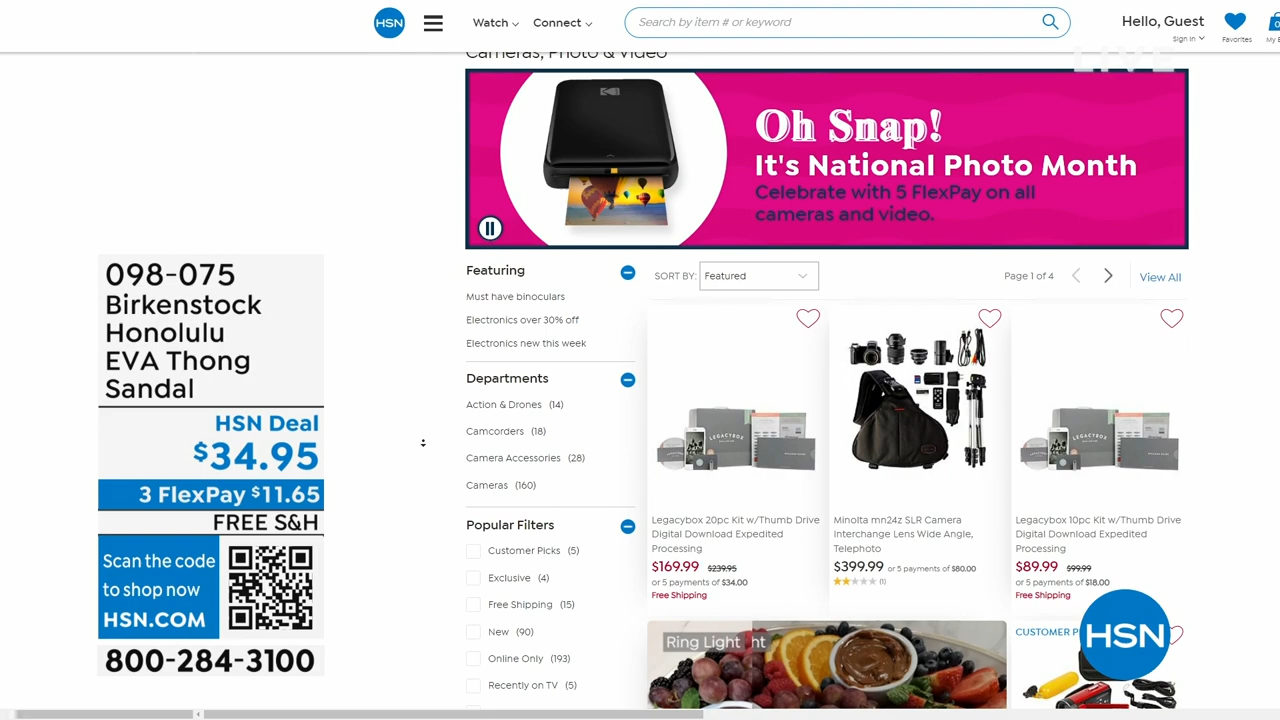 HSN
Watch
Connect
Search by item # or keyword
Hello, Guest
Sign In
Favorites
0
Cameras, Photo & Video
LIVE
Kodak
Oh Snap!
It's National Photo Month
Celebrate with 5 FlexPay on all
cameras and video.
098-075
Birkenstock
Honolulu
EVA Thong
Sandal
HSN Deal
$34.95
3 FlexPay $11.65
FREE S&H
Scan the code
to shop now
HSN.COM
800-284-3100
Featuring
Must have binoculars
Electronics over 30% off
Electronics new this week
Departments
Action & Drones (14)
Camcorders (18)
Camera Accessories (28)
Cameras (160)
Popular Filters
Customer Picks (5)
Exclusive (4)
Free Shipping (15)
New (90)
Online Only (193)
Recently on TV (5)
SORT BY: Featured
Page 1 of 4
View All
LEGACYBOX
Legacybox 20pc Kit w/Thumb Drive
Digital Download Expedited
Processing
$169.99 $239.95
or 5 payments of $34.00
Free Shipping
Minolta mn24z SLR Camera
Interchange Lens Wide Angle,
Telephoto
$399.99 or 5 payments of $80.00
(1)
LEGACYBOX
Legacybox 10pc Kit w/Thumb Drive
Digital Download Expedited
Processing
$89.99 $99.99
or 5 payments of $18.00
Free Shipping
Ring Light ht
CUSTOMER P
HSN